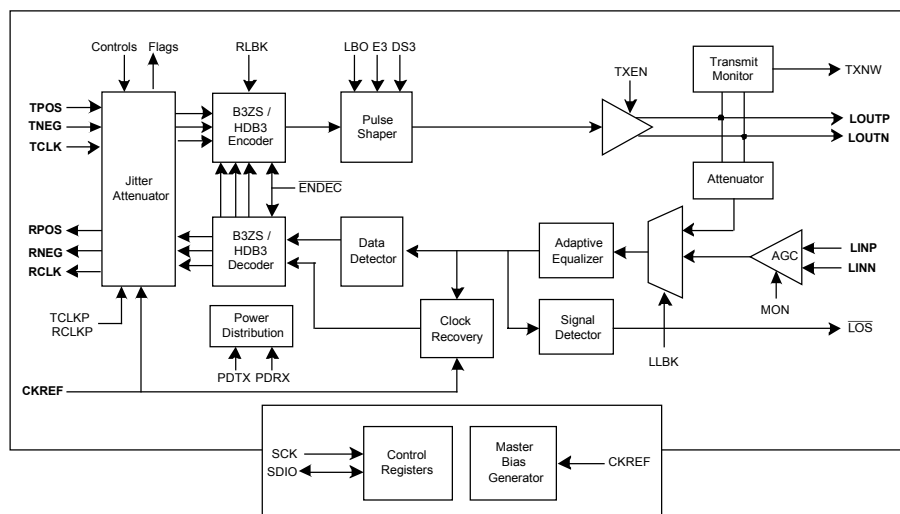 Controls
Flags
RLBK
LBO E3 DS3
TXEN
Transmit
Monitor
TXNW
TPOS
TNEG
TCLK
B3ZS /
HDB3
Encoder
Pulse
Shaper
LOUTP
LOUTN
Jitter
Attenuator
ENDEC
Attenuator
RPOS
RNEG
RCLK
B3ZS /
HDB3
Decoder
Data
Detector
Adaptive
Equalizer
AGC
LINP
LINN
MON
TCLKP
RCLKP
Power
Distribution
Clock
Recovery
Signal
Detector
LOS
LLBK
PDTX
PDRX
CKREF
SCK
SDIO
Control
Registers
Master
Bias
Generator
CKREF